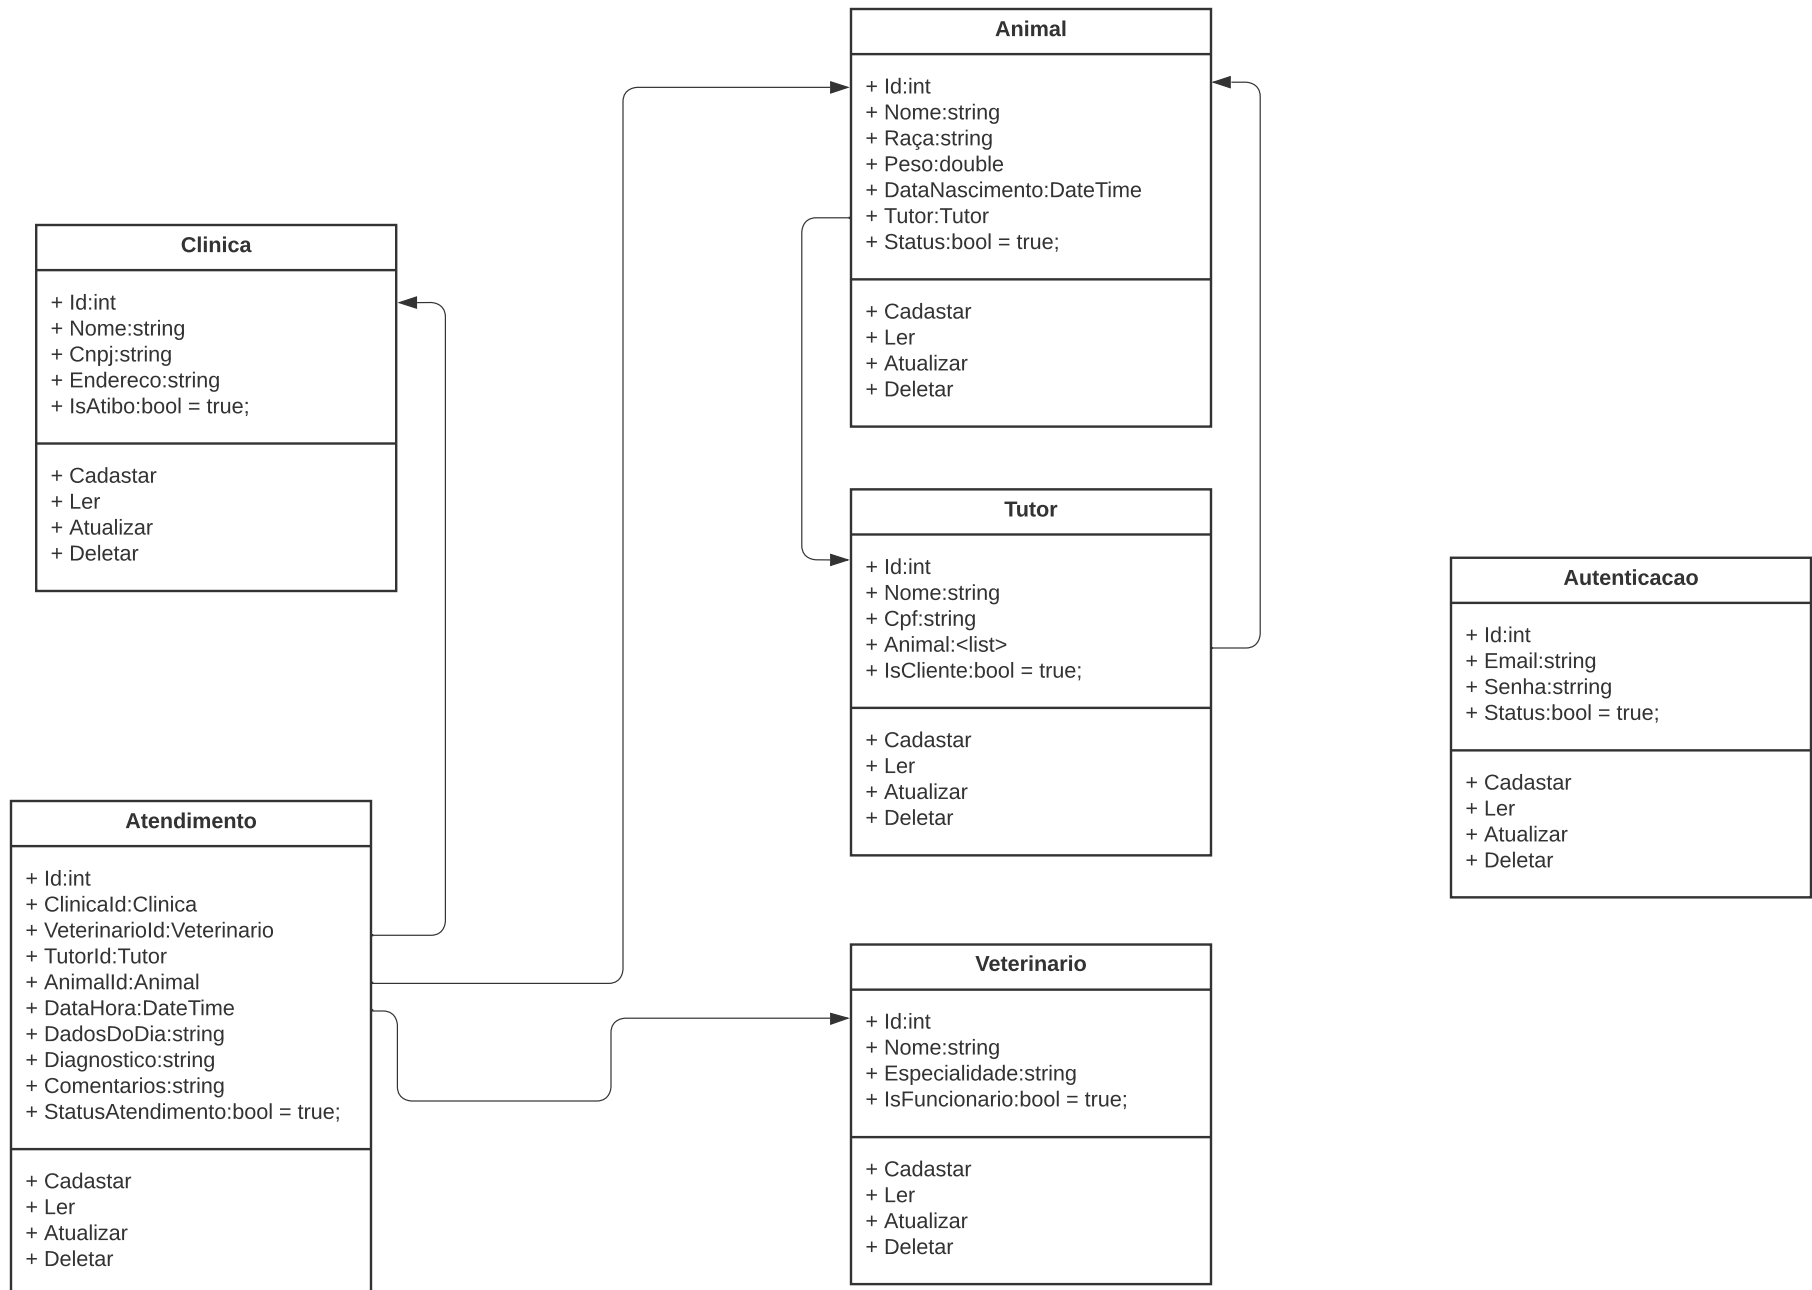 Animal
+ Id:int
+ Nome:string
+ Raça:string
+ Peso:double
+ DataNascimento:DateTime
+ Tutor:Tutor
+ Status:bool = true;
+ Cadastar
+ Ler
+ Atualizar
+ Deletar
Clinica
+ Id:int
+ Nome:string
+ Cnpj:string
+ Endereco:string
+ IsAtibo:bool = true;
+ Cadastar
+ Ler
+ Atualizar
+ Deletar
Tutor
+ Id:int
+ Nome:string
+ Cpf:string
+ Animal:<list>
+ IsCliente:bool = true;
+ Cadastar
+ Ler
+ Atualizar
+ Deletar
Autenticacao
+ Id:int
+ Email:string
+ Senha:strring
+ Status:bool = true;
+ Cadastar
+ Ler
+ Atualizar
+ Deletar
Atendimento
+ Id:int
+ ClinicaId:Clinica
+ VeterinarioId:Veterinario
+ TutorId:Tutor
+ AnimalId:Animal
+ DataHora:DateTime
+ DadosDoDia:string
+ Diagnostico:string
+ Comentarios:string
+ StatusAtendimento:bool = true;
+ Cadastar
+ Ler
+ Atualizar
+ Deletar
Veterinario
+ Id:int
+ Nome:string
+ Especialidade:string
+ IsFuncionario:bool = true;
+ Cadastar
+ Ler
+ Atualizar
+ Deletar